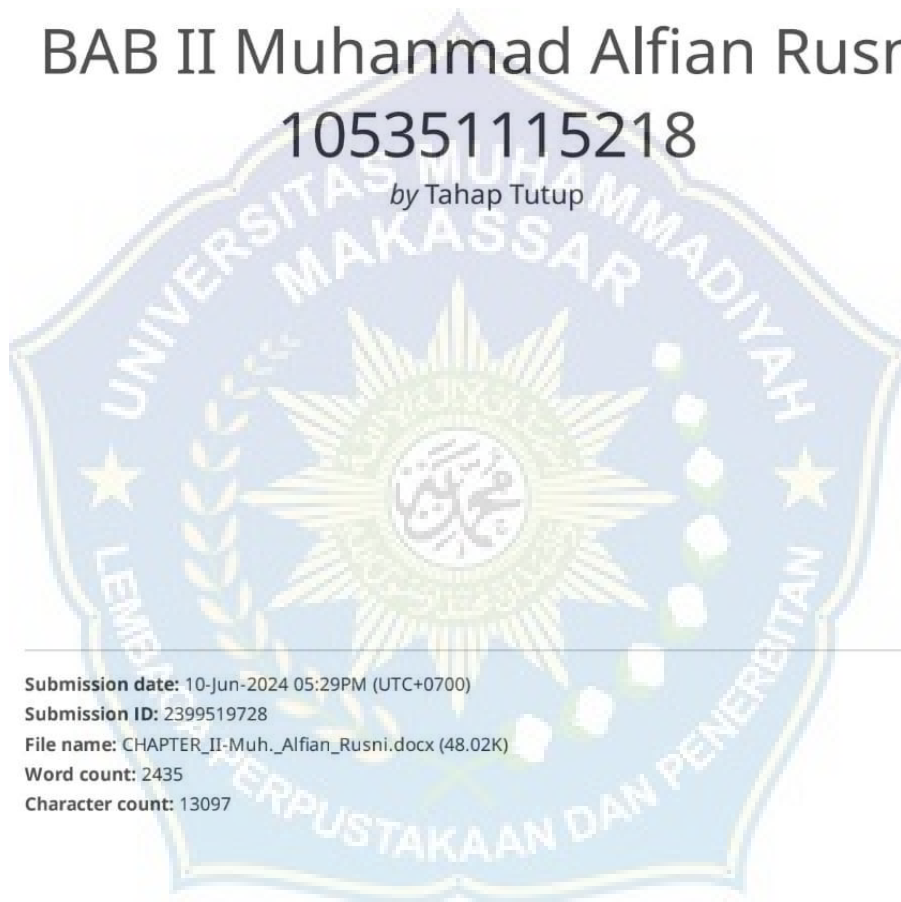 BAB II Muhanmad Alfian Rusn
105351115218
by Tahap Tutup
UNIVERSITAS MUHAMMADIYAH
MAKASSAR
LEMBAGA PERPUSTAKAAN DAN PENERBITAN
Submission date: 10-Jun-2024 05:29PM (UTC+0700)
Submission ID: 2399519728
File name: CHAPTER_II-Muh._Alfian_Rusni.docx (48.02K)
Word count: 2435
Character count: 13097